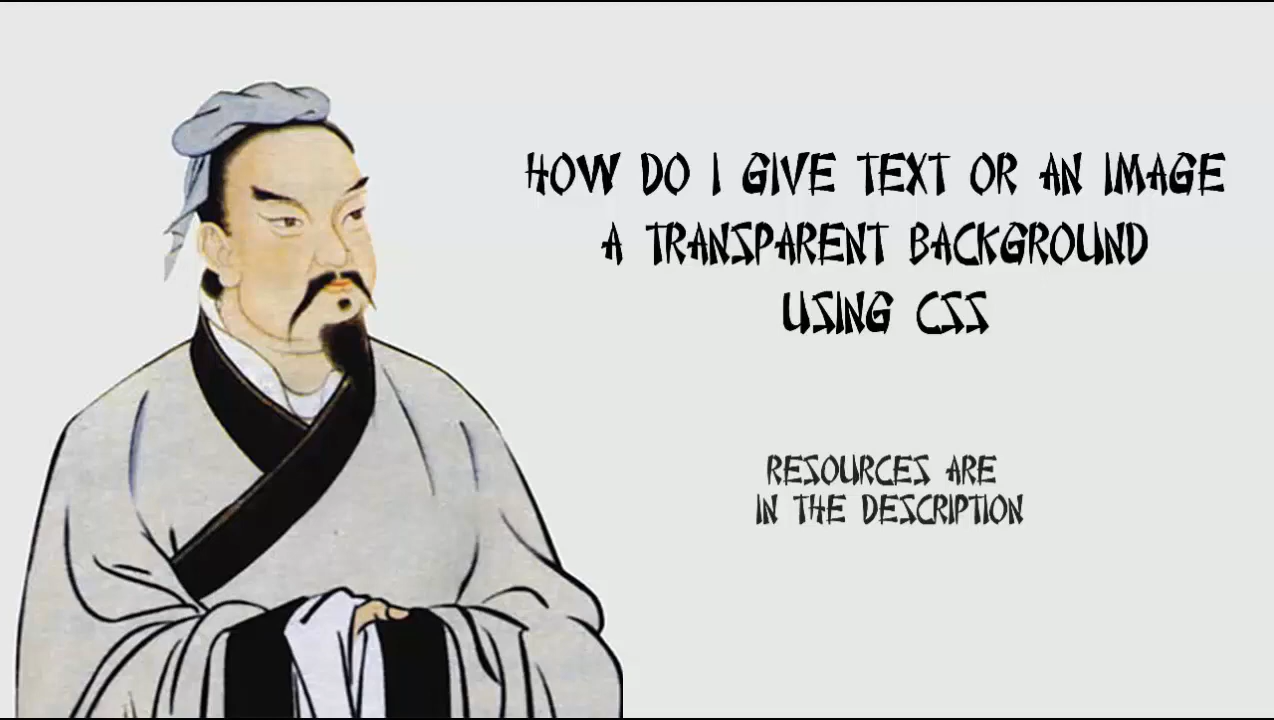 HOW DO I GIVE TEXT OR AN IMAGE
A TRANSPARENT BACKGROUND
USING CSS
RESOURCES ARE
IN THE DESCRIPTION